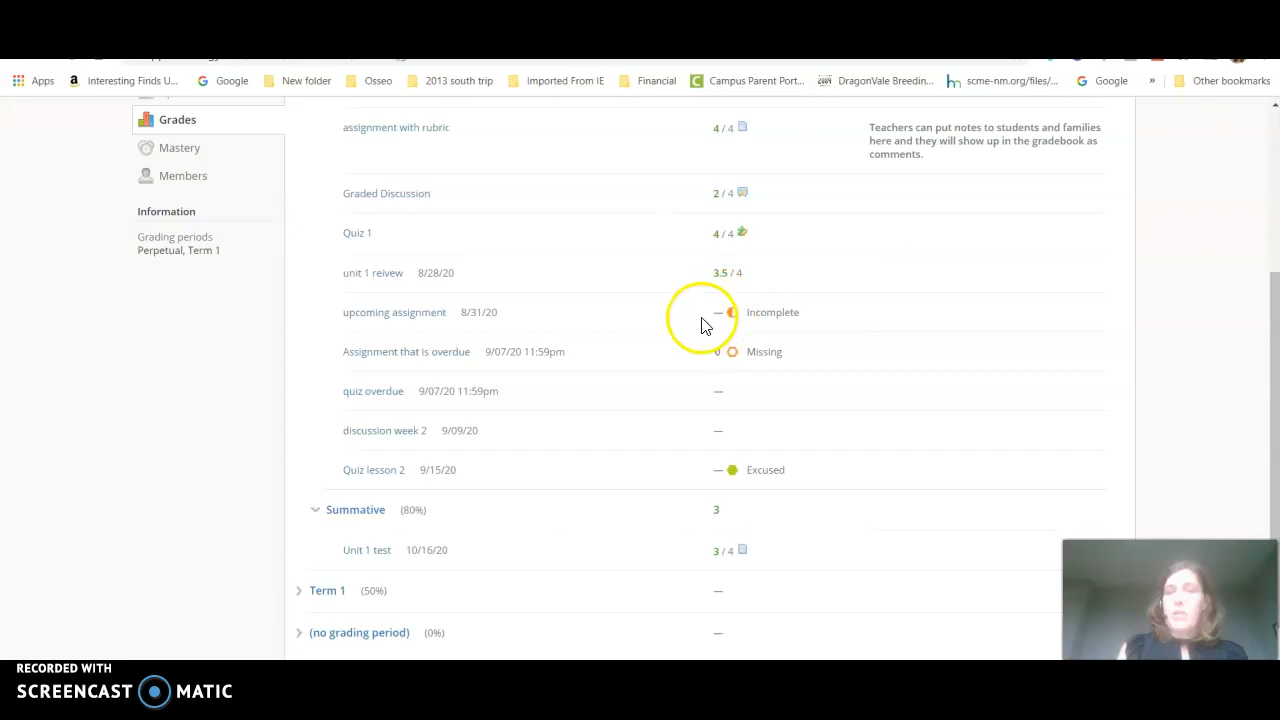 Apps Interesting Finds U... Google New folder Osseo 2013 south trip Imported From IE Financial Campus Parent Port... DragonVale Breedin... scme-nm.org/files/... Google » Other bookmarks
Grades
Mastery
Members
Information
Grading periods
Perpetual, Term 1
assignment with rubric 4 / 4 Teachers can put notes to students and families
here and they will show up in the gradebook as
comments.
Graded Discussion 2 / 4
Quiz 1 4 / 4
unit 1 reivew 8/28/20 3.5 / 4
upcoming assignment 8/31/20 — Incomplete
Assignment that is overdue 9/07/20 11:59pm 0 Missing
quiz overdue 9/07/20 11:59pm —
discussion week 2 9/09/20 —
Quiz lesson 2 9/15/20 — Excused
Summative (80%) 3
Unit 1 test 10/16/20 3 / 4
Term 1 (50%) —
(no grading period) (0%) —
RECORDED WITH
SCREENCAST MATIC